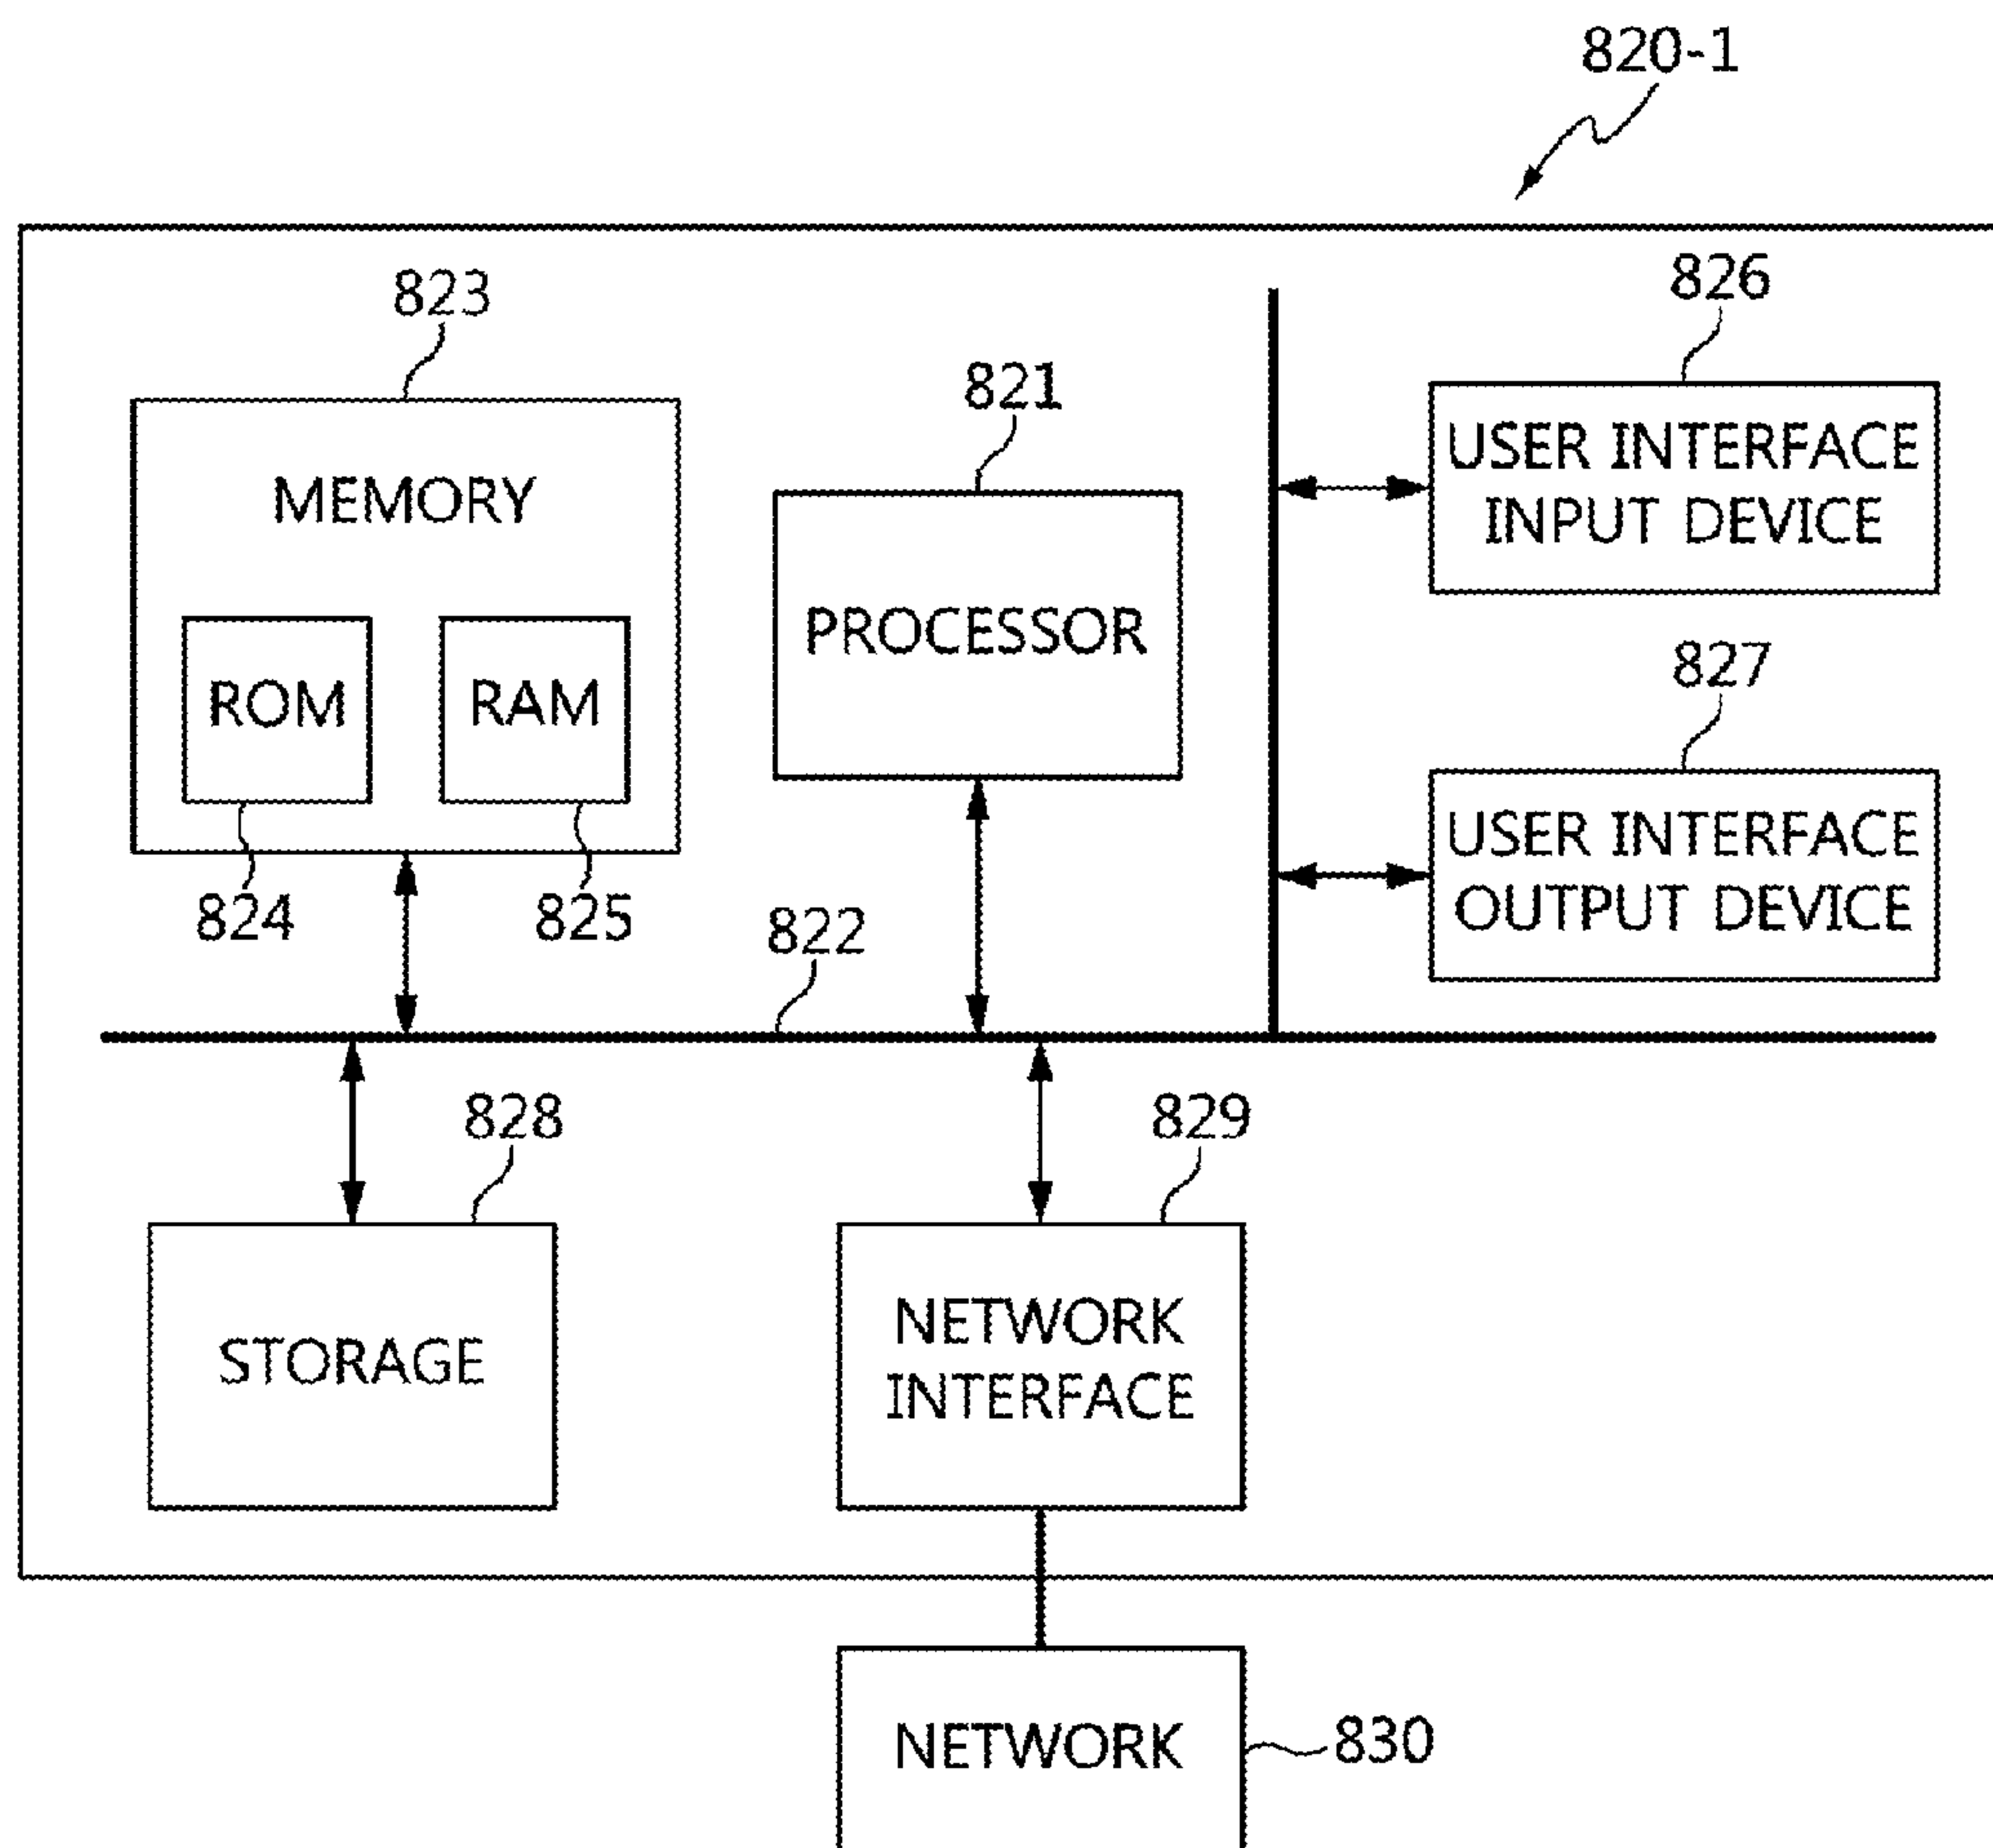 820-1
823
826
821
MEMORY
USER INTERFACE
INPUT DEVICE
PROCESSOR
ROM
RAM
827
USER INTERFACE
OUTPUT DEVICE
824
825
822
828
829
STORAGE
NETWORK
INTERFACE
NETWORK
830